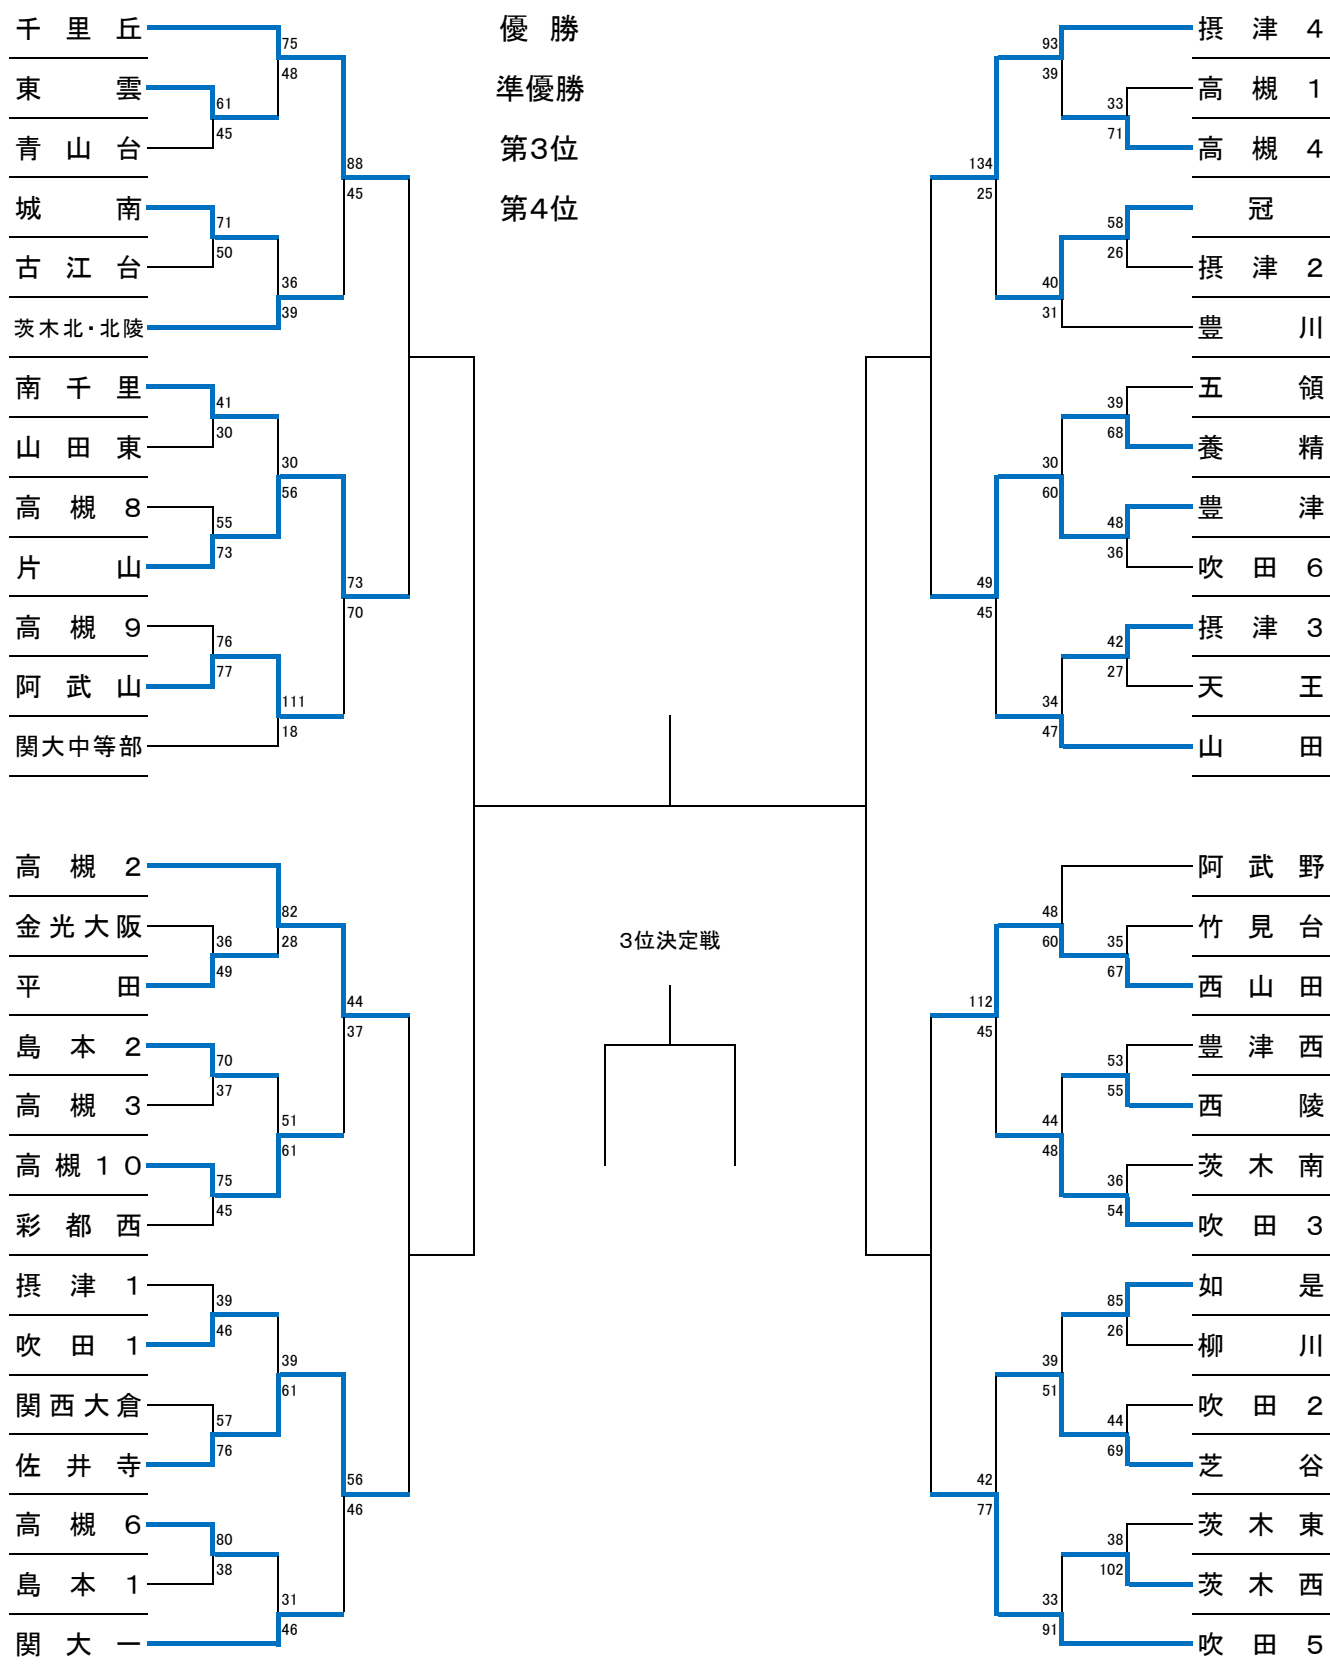 千里丘
75
48
東雲
61
45
青山台
88
45
城南
71
50
古江台
36
39
茨木北・北陵
南千里
41
30
山田東
30
56
高槻8
55
73
片山
73
70
高槻9
76
77
阿武山
111
18
関大中等部
高槻2
82
28
金光大阪
36
49
平田
44
37
島本2
70
37
高槻3
51
61
高槻10
75
45
彩都西
摂津1
39
46
吹田1
39
61
関西大倉
57
76
佐井寺
56
46
高槻6
80
38
島本1
31
46
関大一
優勝
準優勝
第3位
第4位
3位決定戦
摂津4
93
39
高槻1
33
71
高槻4
134
25
冠
58
26
摂津2
40
31
豊川
五領
39
68
養精
30
60
豊津
48
36
吹田6
49
45
摂津3
42
27
天王
34
47
山田
阿武野
48
60
竹見台
35
67
西山田
112
45
豊津西
53
55
西陵
44
48
茨木南
36
54
吹田3
如是
85
26
柳川
39
51
吹田2
44
69
芝谷
42
77
茨木東
38
102
茨木西
33
91
吹田5